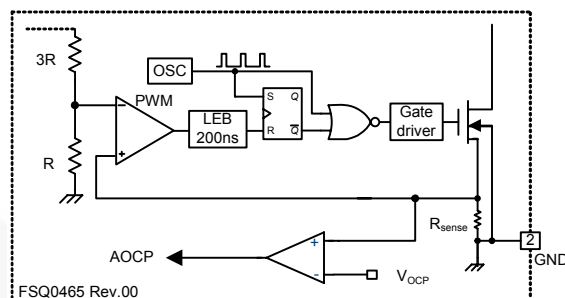 3R
OSC
PWM
LEB
200ns
S Q
R Q
Gate
driver
R
Rsense
2
GND
AOCP
VOCP
FSQ0465 Rev.00
+
-
+
-